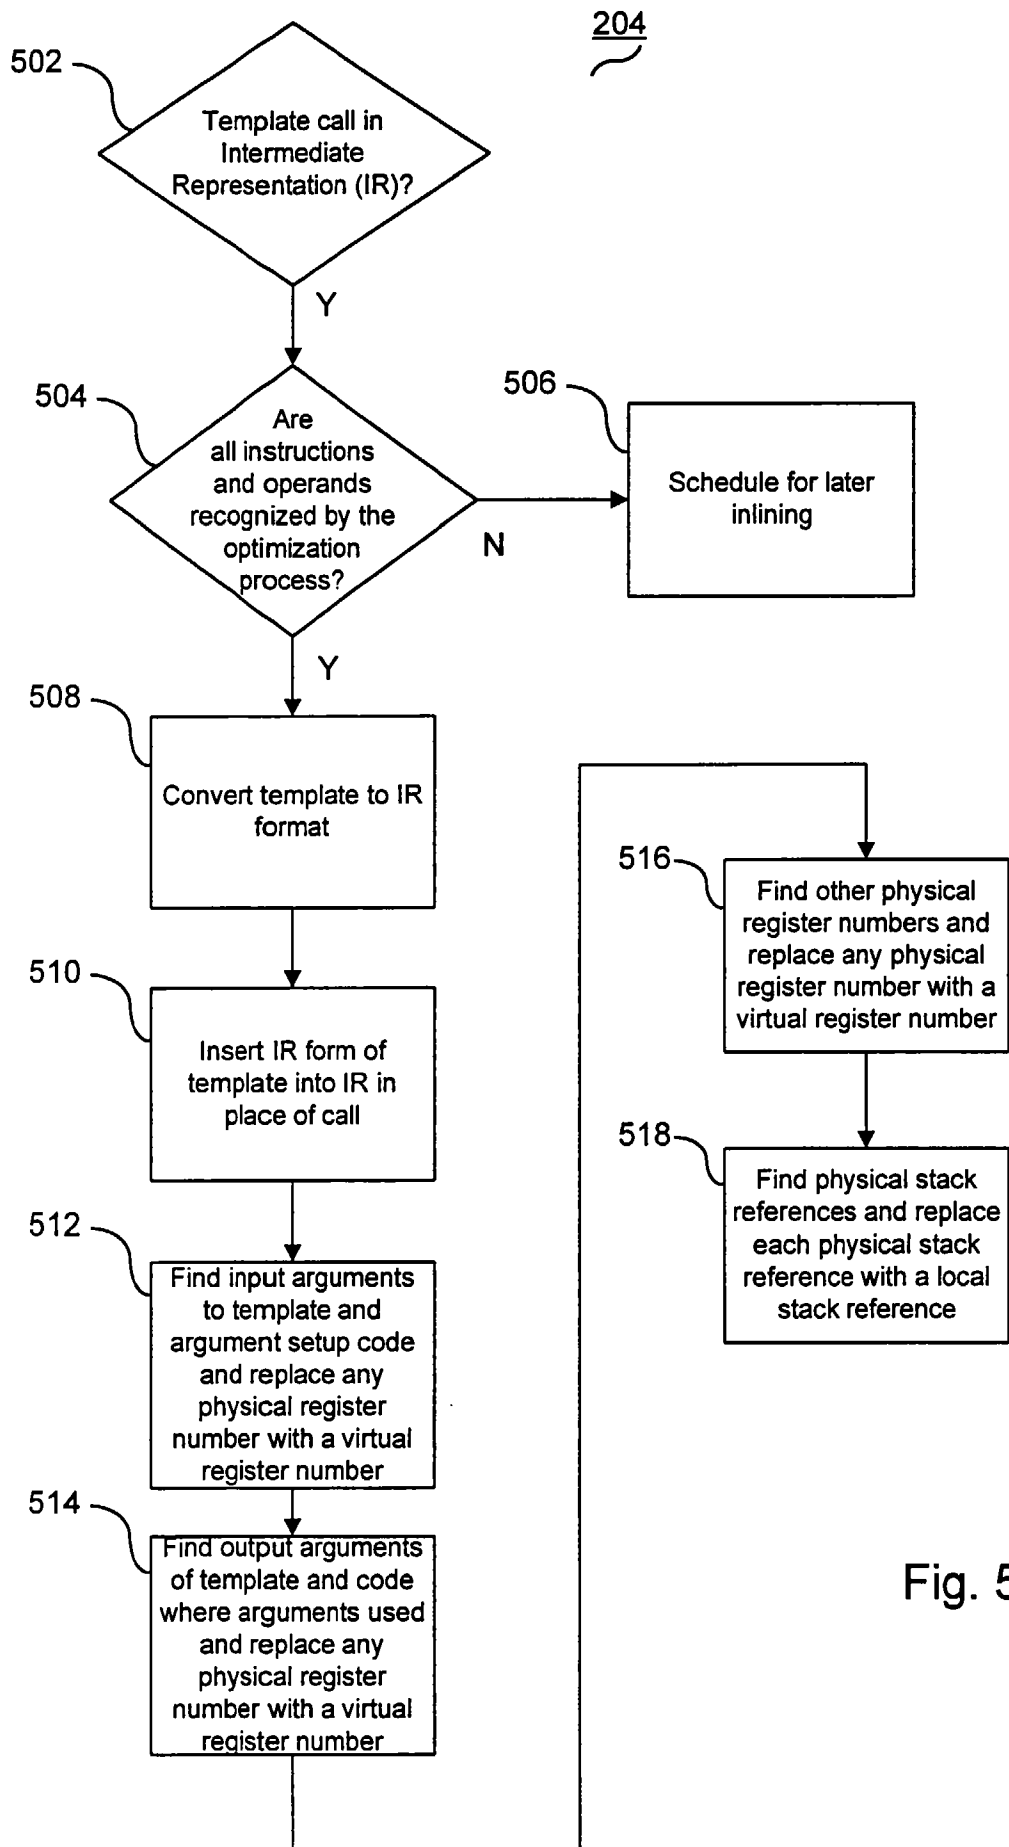 204
502
Template call in
Intermediate
Representation (IR)?
Y
504
Are
all instructions
and operands
recognized by the
optimization
process?
N
506
Schedule for later
inlining
Y
508
Convert template to IR
format
510
Insert IR form of
template into IR in
place of call
512
Find input arguments
to template and
argument setup code
and replace any
physical register
number with a virtual
register number
514
Find output arguments
of template and code
where arguments used
and replace any
physical register
number with a virtual
register number
516
Find other physical
register numbers and
replace any physical
register number with a
virtual register number
518
Find physical stack
references and replace
each physical stack
reference with a local
stack reference
Fig. 5